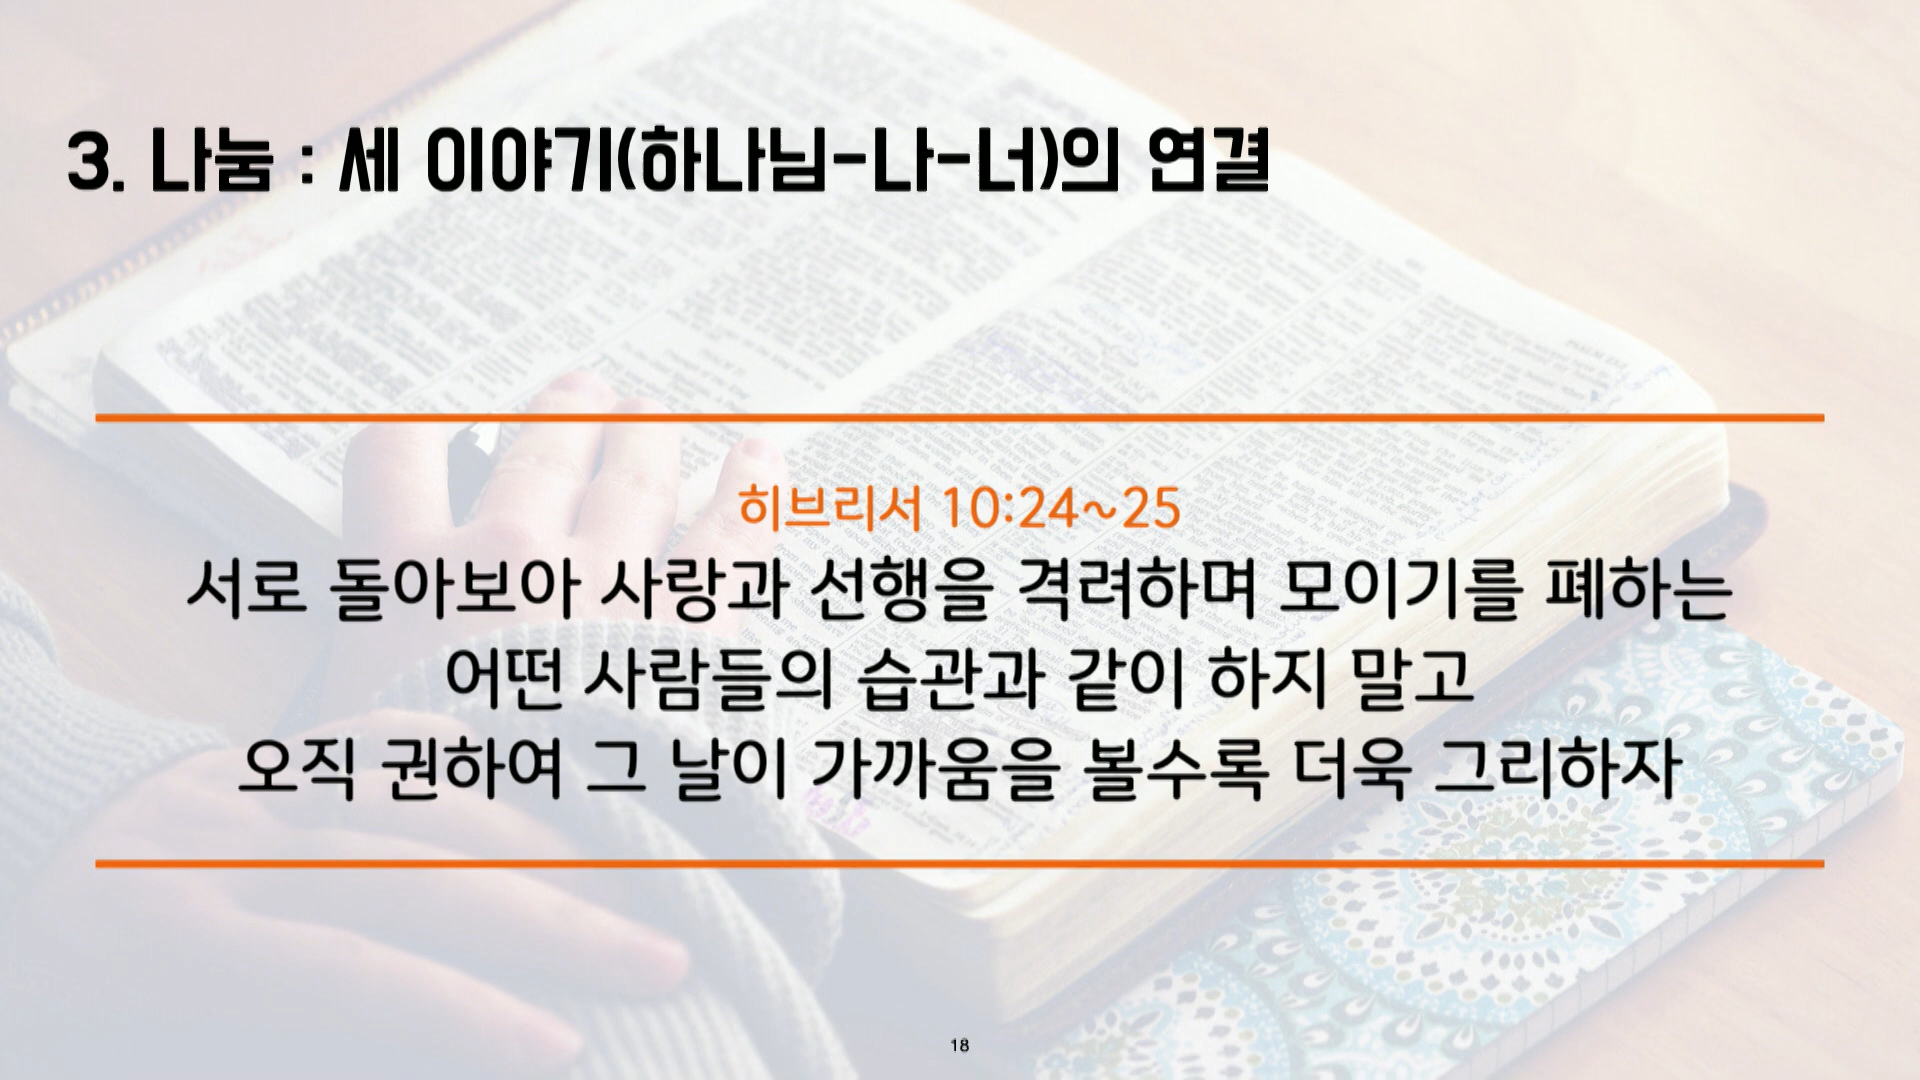 3. 나눔 : 세 이야기(하나님-나-너)의 연결
히브리서 10:24~25
서로 돌아보아 사랑과 선행을 격려하며 모이기를 폐하는
어떤 사람들의 습관과 같이 하지 말고
오직 권하여 그 날이 가까움을 볼수록 더욱 그리하자
18